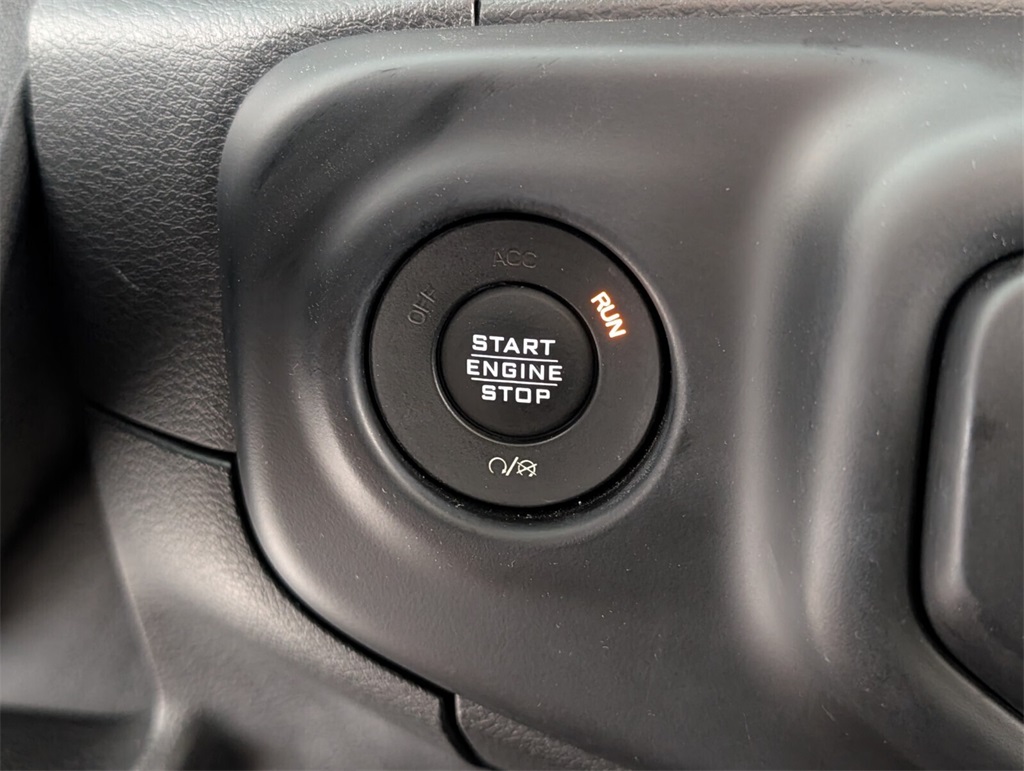 ACC
OFF
RUN
START
ENGINE
STOP